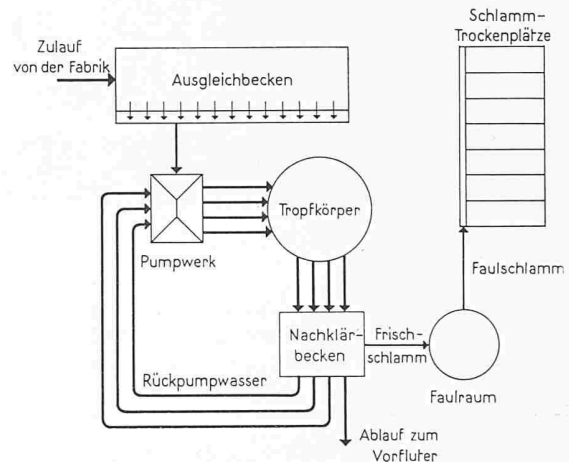 Zulauf
von der Fabrik
Ausgleichbecken
Schlamm-
Trockenplätze
Tropfkörper
Pumpwerk
Faulschlamm
Nachklär-
becken
Frisch-
schlamm
Rückpumpwasser
Faulraum
Ablauf zum
Vorfluter